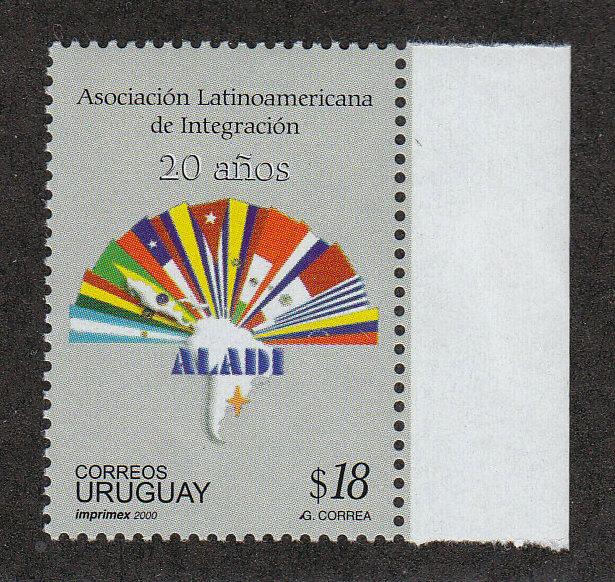 Asociación Latinoamericana
de Integración
20 años
ALADI
CORREOS
URUGUAY
imprimex 2000
$18
G. CORREA